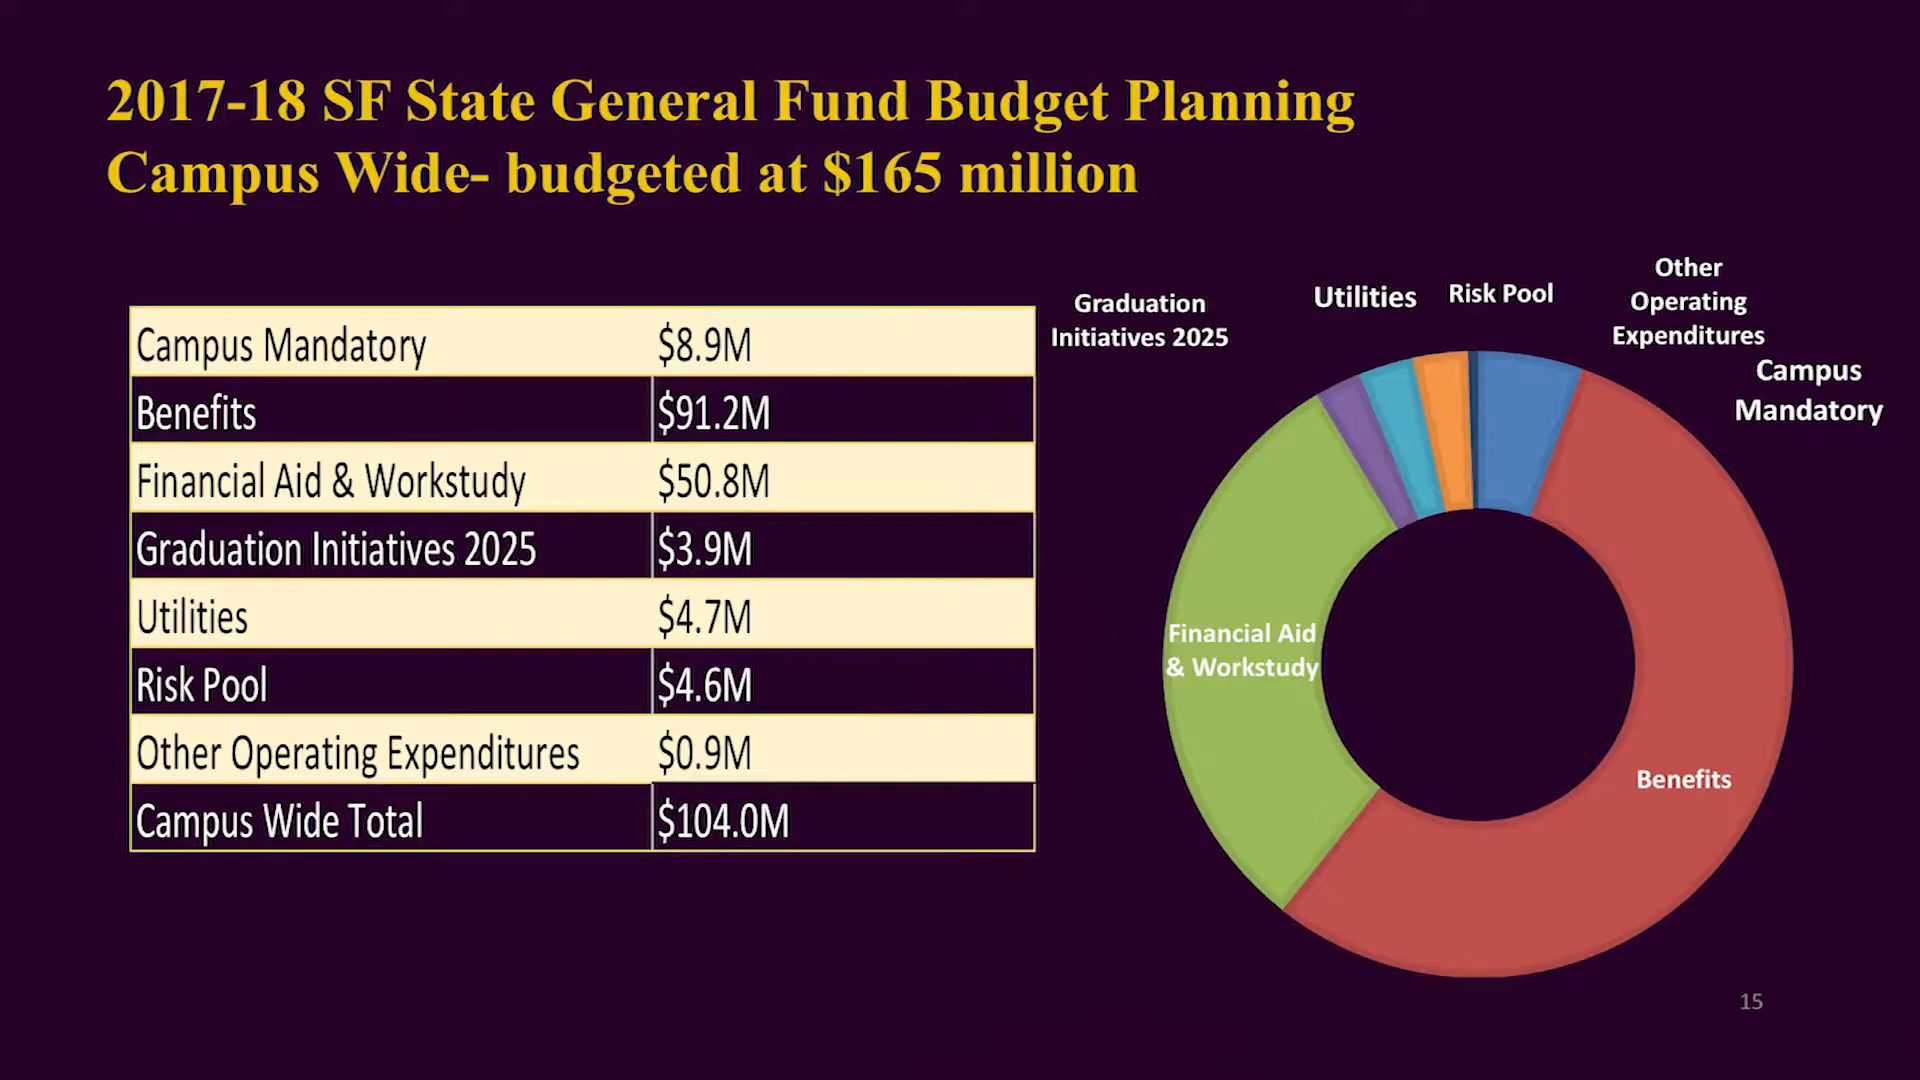 2017-18 SF State General Fund Budget Planning
Campus Wide- budgeted at $165 million
Campus Mandatory $8.9M
Benefits $91.2M
Financial Aid & Workstudy $50.8M
Graduation Initiatives 2025 $3.9M
Utilities $4.7M
Risk Pool $4.6M
Other Operating Expenditures $0.9M
Campus Wide Total $104.0M
Graduation
Initiatives 2025
Utilities
Risk Pool
Other
Operating
Expenditures
Campus
Mandatory
Financial Aid
& Workstudy
Benefits
15